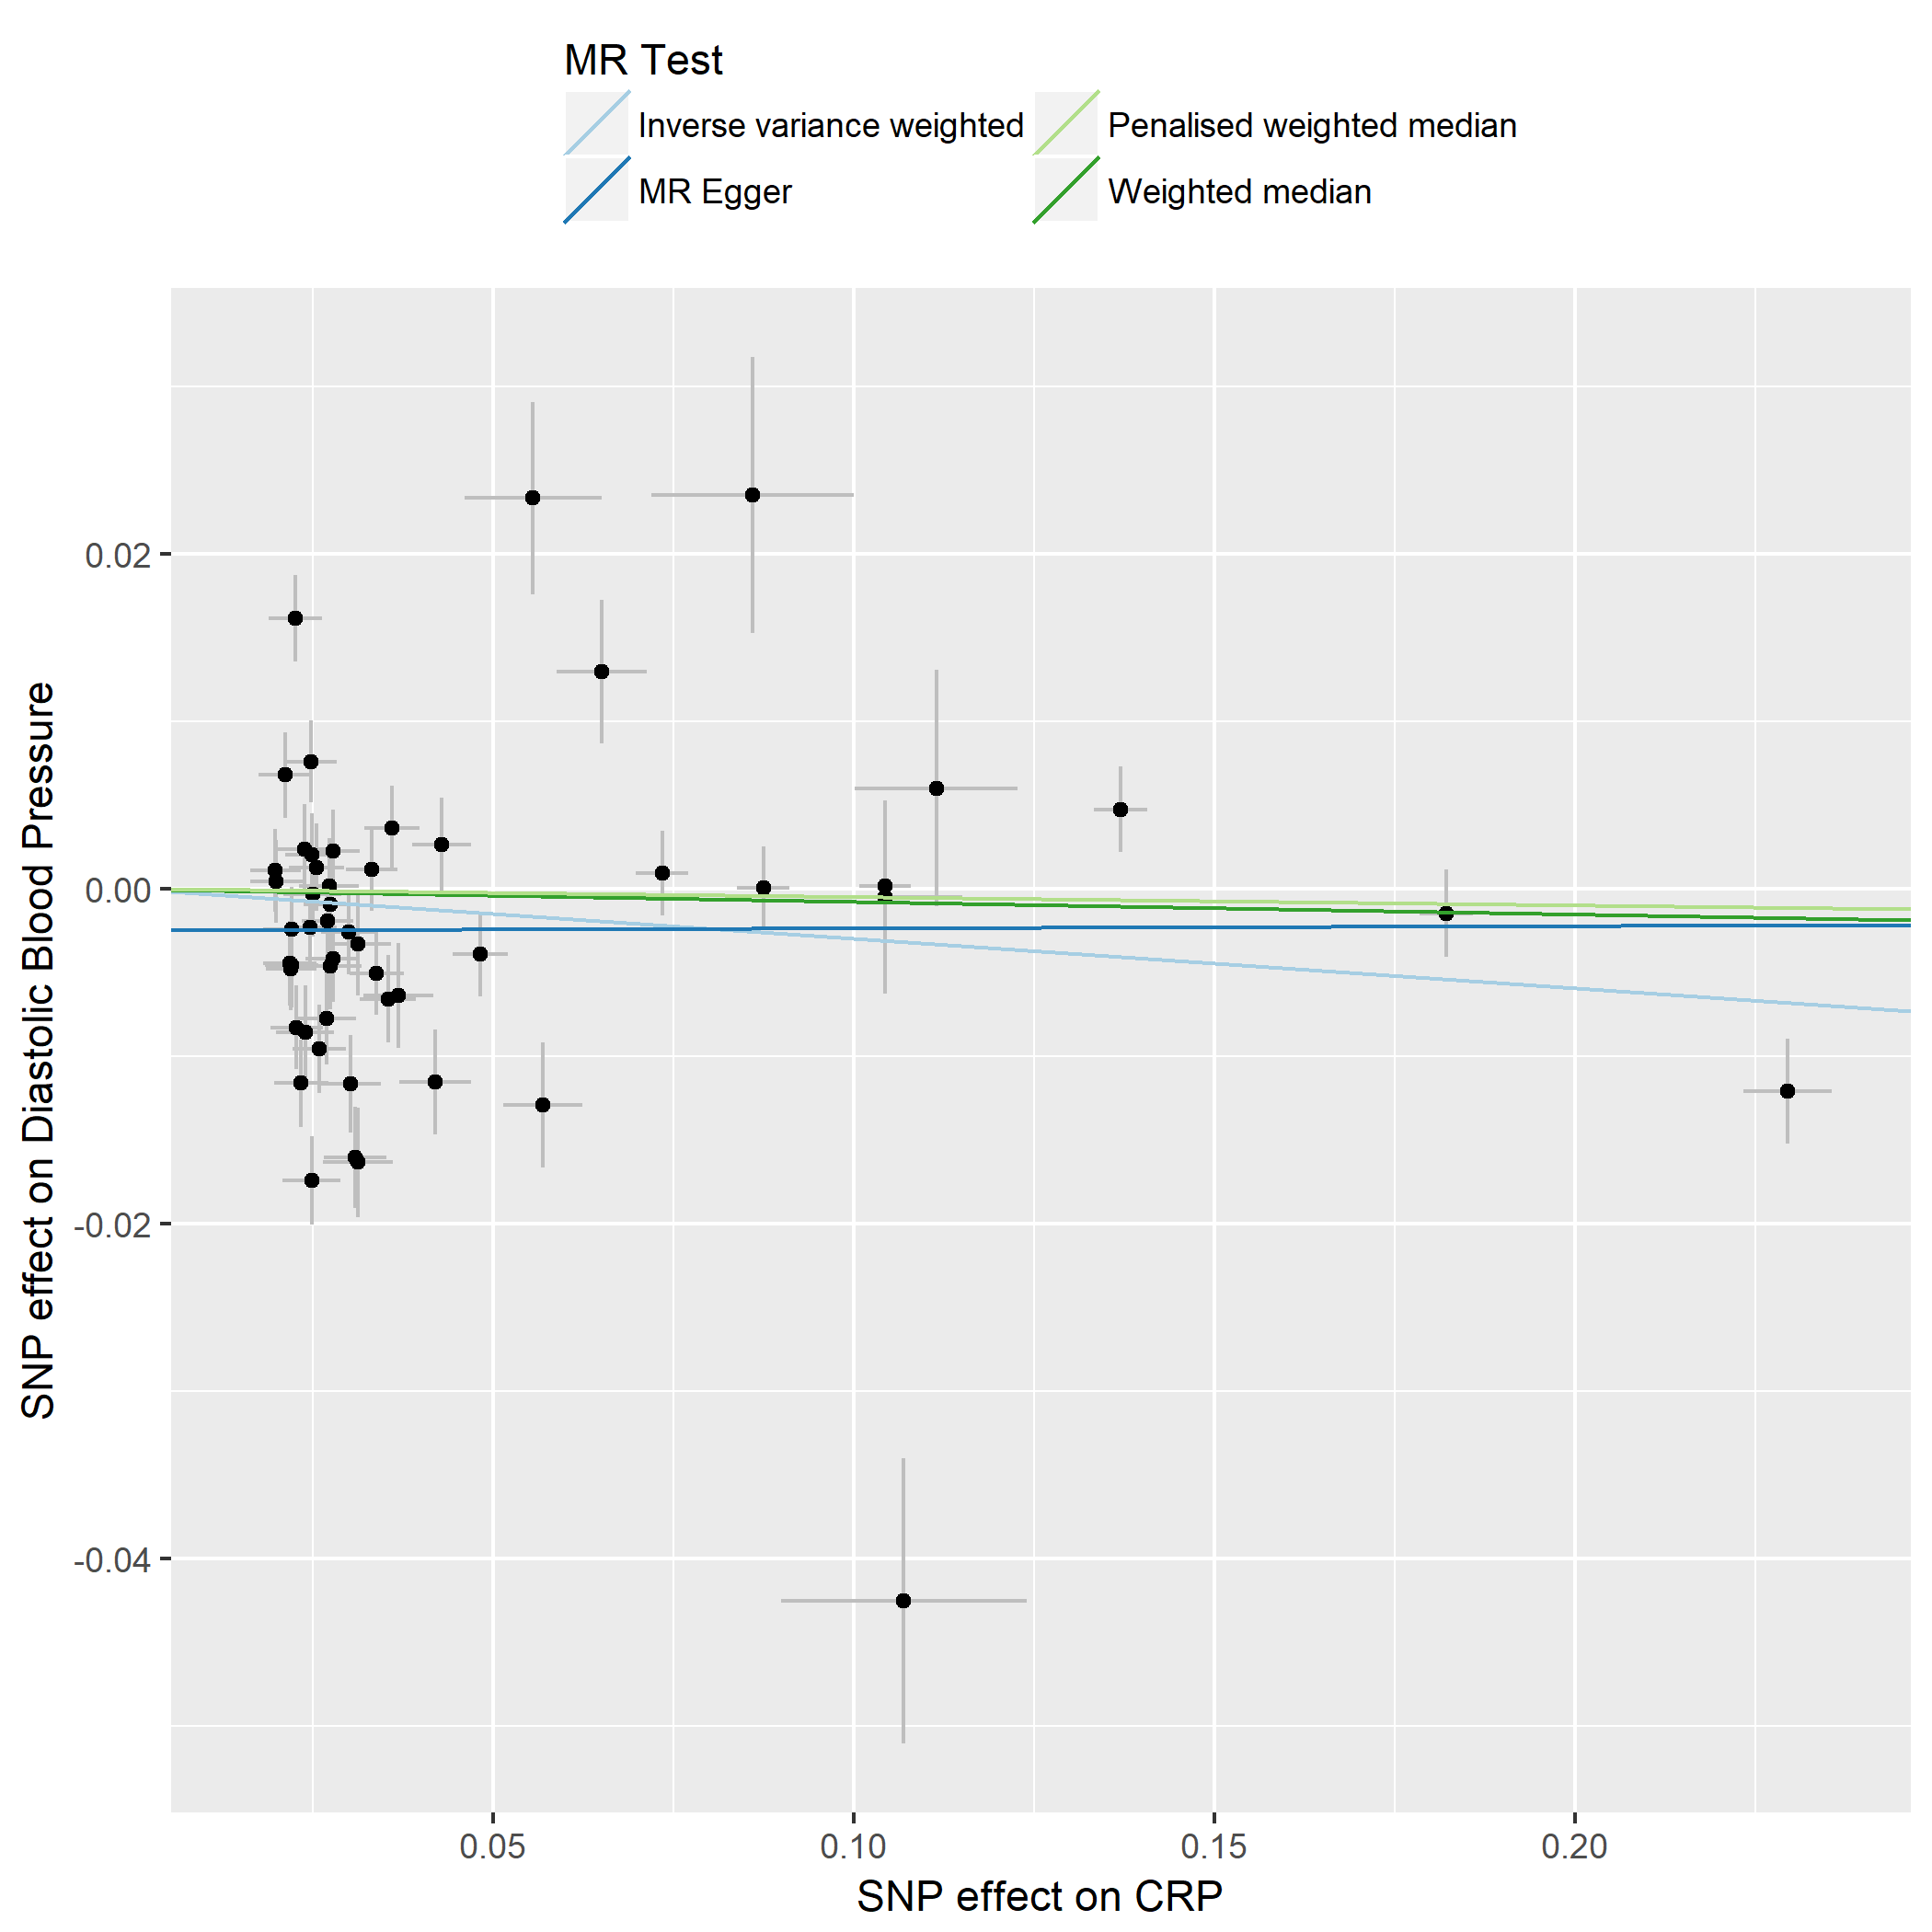 MR Test
Inverse variance weighted
Penalised weighted median
MR Egger
Weighted median
SNP effect on Diastolic Blood Pressure
0.02
0.00
-0.02
-0.04
0.05 0.10 0.15 0.20
SNP effect on CRP